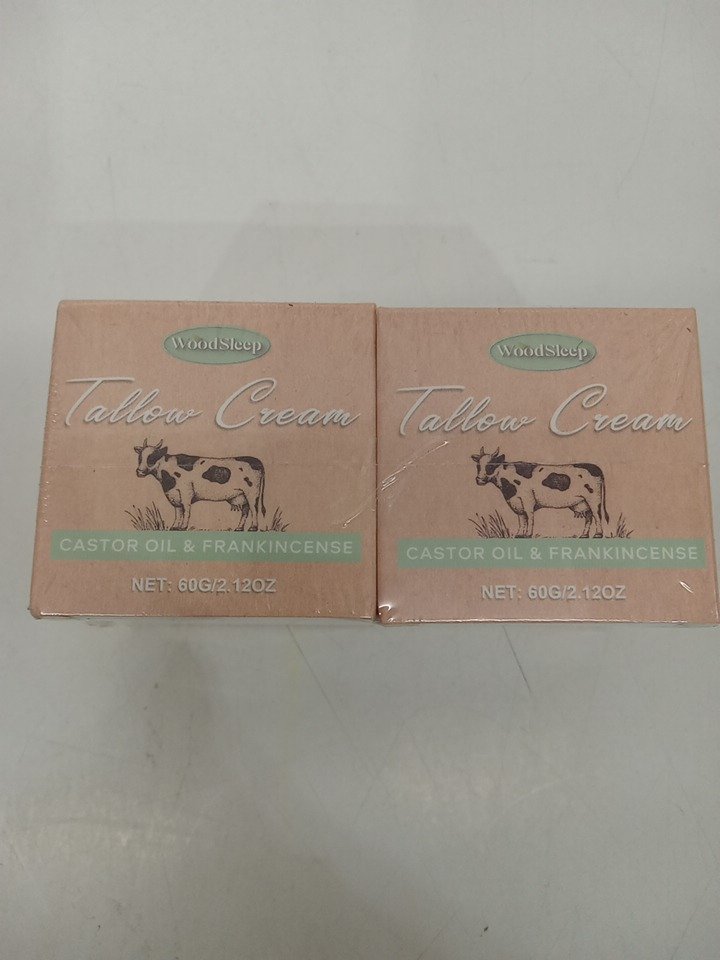 WoodSleep
Tallow Cream
CASTOR OIL & FRANKINCENSE
NET: 60G/2.12OZ
WoodSleep
Tallow Cream
CASTOR OIL & FRANKINCENSE
NET: 60G/2.12OZ